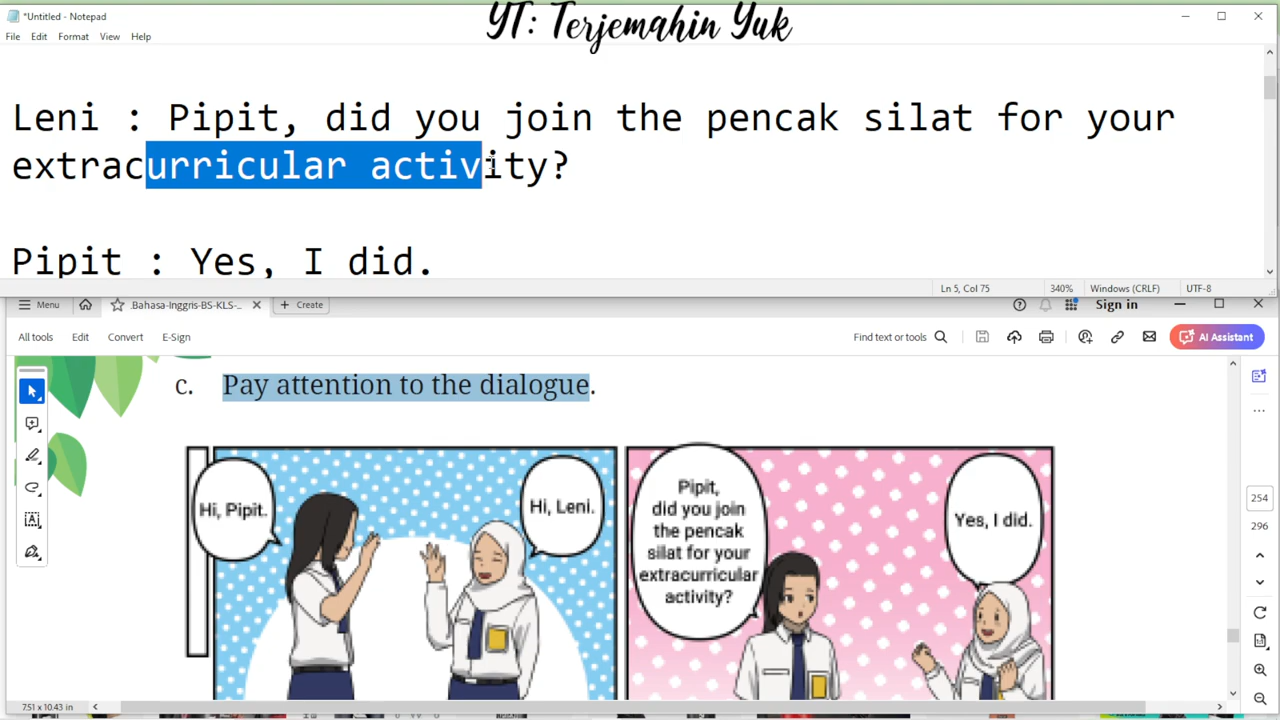 *Untitled - Notepad
YT: Terjemahin Yuk
File Edit Format View Help
Leni : Pipit, did you join the pencak silat for your
extracurricular activity?
Pipit : Yes, I did.
Ln 5, Col 75 340% Windows (CRLF) UTF-8
Menu Bahasa-Inggris-BS-KLS-... Create Sign in
All tools Edit Convert E-Sign Find text or tools AI Assistant
c. Pay attention to the dialogue.
Hi, Pipit.
Hi, Leni.
Pipit,
did you join
the pencak
silat for your
extracurricular
activity?
Yes, I did.
254
296
7.51 x 10.43 in